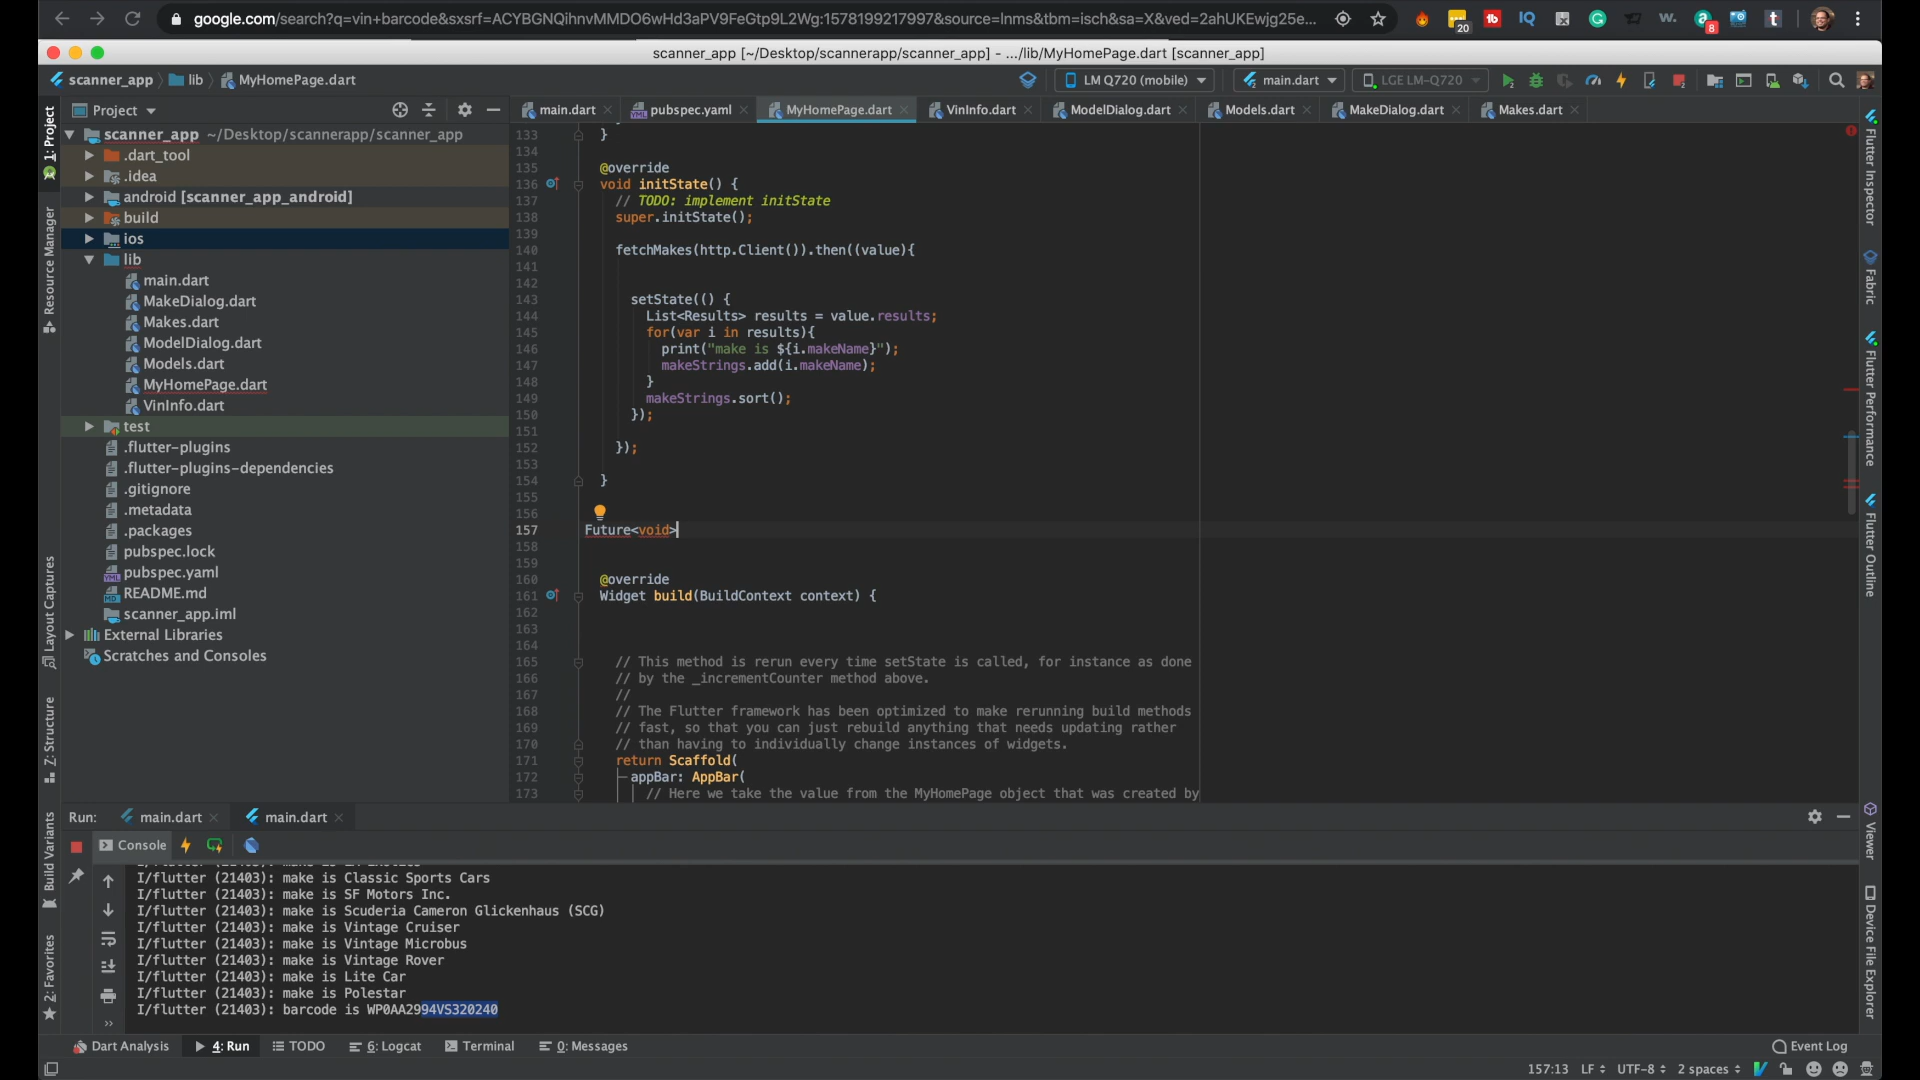 google.com/search?q=vin+barcode&sxsrf=ACYBGNQihnvMMDO6wHd3aPV9FeGtp9L2Wg:1578199217997&source=lnms&tbm=isch&sa=X&ved=2ahUKEwjg25e...
20
IQ
8
scanner_app [~/Desktop/scannerapp/scanner_app] - .../lib/MyHomePage.dart [scanner_app]
scanner_app
lib
MyHomePage.dart
LM Q720 (mobile)
main.dart
LGE LM-Q720
Project
main.dart
pubspec.yaml
MyHomePage.dart
VinInfo.dart
ModelDialog.dart
Models.dart
MakeDialog.dart
Makes.dart
scanner_app ~/Desktop/scannerapp/scanner_app
.dart_tool
.idea
android [scanner_app_android]
build
ios
lib
main.dart
MakeDialog.dart
Makes.dart
ModelDialog.dart
Models.dart
MyHomePage.dart
VinInfo.dart
test
.flutter-plugins
.flutter-plugins-dependencies
.gitignore
.metadata
.packages
pubspec.lock
pubspec.yaml
README.md
scanner_app.iml
External Libraries
Scratches and Consoles
1: Project
Resource Manager
Layout Captures
Z: Structure
Build Variants
2: Favorites
133 }
134
135 @override
136 void initState() {
137 // TODO: implement initState
138 super.initState();
139
140 fetchMakes(http.Client()).then((value){
141
142
143 setState(() {
144 List<Results> results = value.results;
145 for(var i in results){
146 print("make is ${i.makeName}");
147 makeStrings.add(i.makeName);
148 }
149 makeStrings.sort();
150 });
151
152 });
153
154 }
155
156
157 Future<void>
158
159
160 @override
161 Widget build(BuildContext context) {
162
163
164
165 // This method is rerun every time setState is called, for instance as done
166 // by the _incrementCounter method above.
167 //
168 // The Flutter framework has been optimized to make rerunning build methods
169 // fast, so that you can just rebuild anything that needs updating rather
170 // than having to individually change instances of widgets.
171 return Scaffold(
172 appBar: AppBar(
173 // Here we take the value from the MyHomePage object that was created by
Flutter Inspector
Fabric
Flutter Performance
Flutter Outline
Viewer
Device File Explorer
Run:
main.dart
main.dart
Console
I/flutter (21403): make is Classic Sports Cars
I/flutter (21403): make is SF Motors Inc.
I/flutter (21403): make is Scuderia Cameron Glickenhaus (SCG)
I/flutter (21403): make is Vintage Cruiser
I/flutter (21403): make is Vintage Microbus
I/flutter (21403): make is Vintage Rover
I/flutter (21403): make is Lite Car
I/flutter (21403): make is Polestar
I/flutter (21403): barcode is WP0AA2994VS320240
Dart Analysis
4: Run
TODO
6: Logcat
Terminal
0: Messages
Event Log
157:13 LF UTF-8 2 spaces